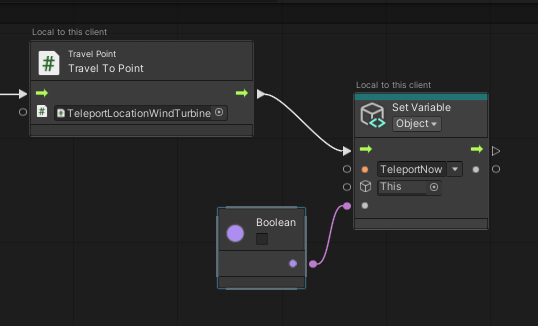 Local to this client
Travel Point
Travel To Point
TeleportLocationWindTurbine
Local to this client
Set Variable
Object
TeleportNow
This
Boolean